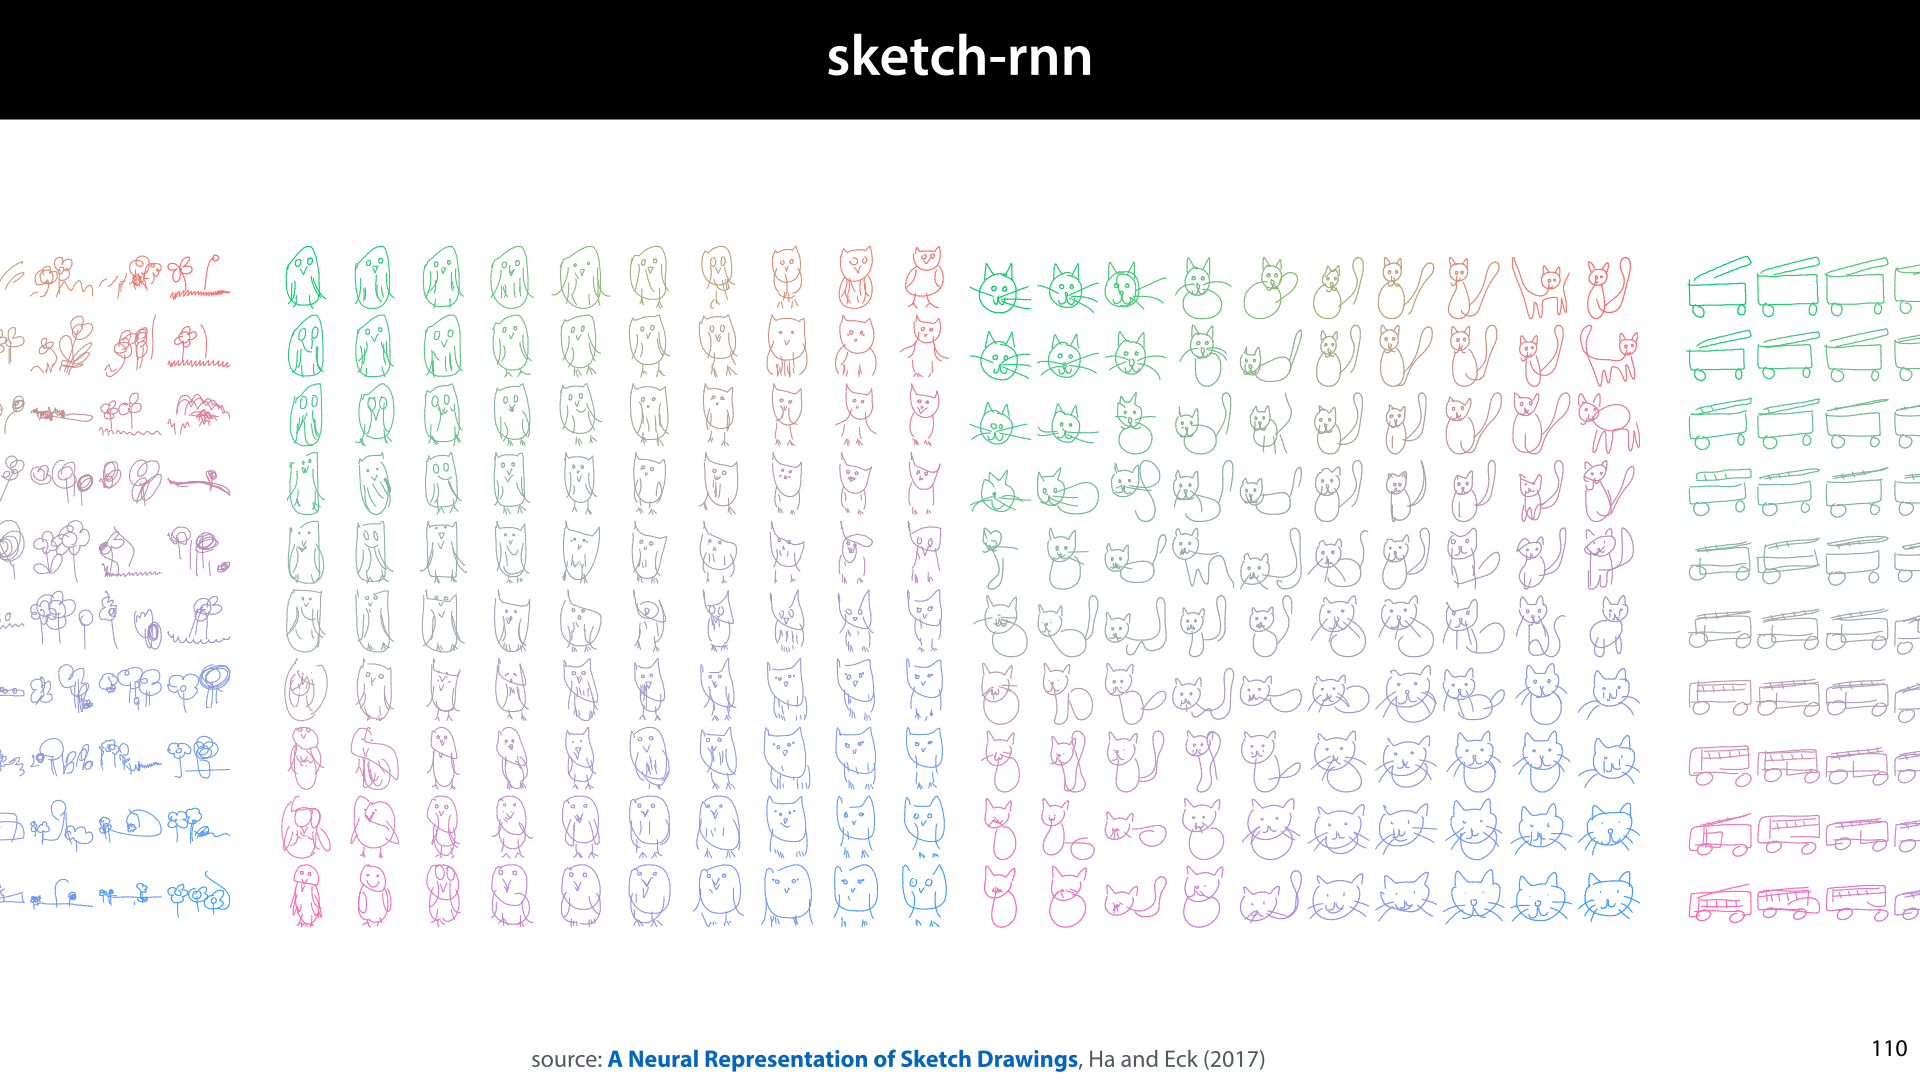 sketch-rnn
source: A Neural Representation of Sketch Drawings, Ha and Eck (2017)
110